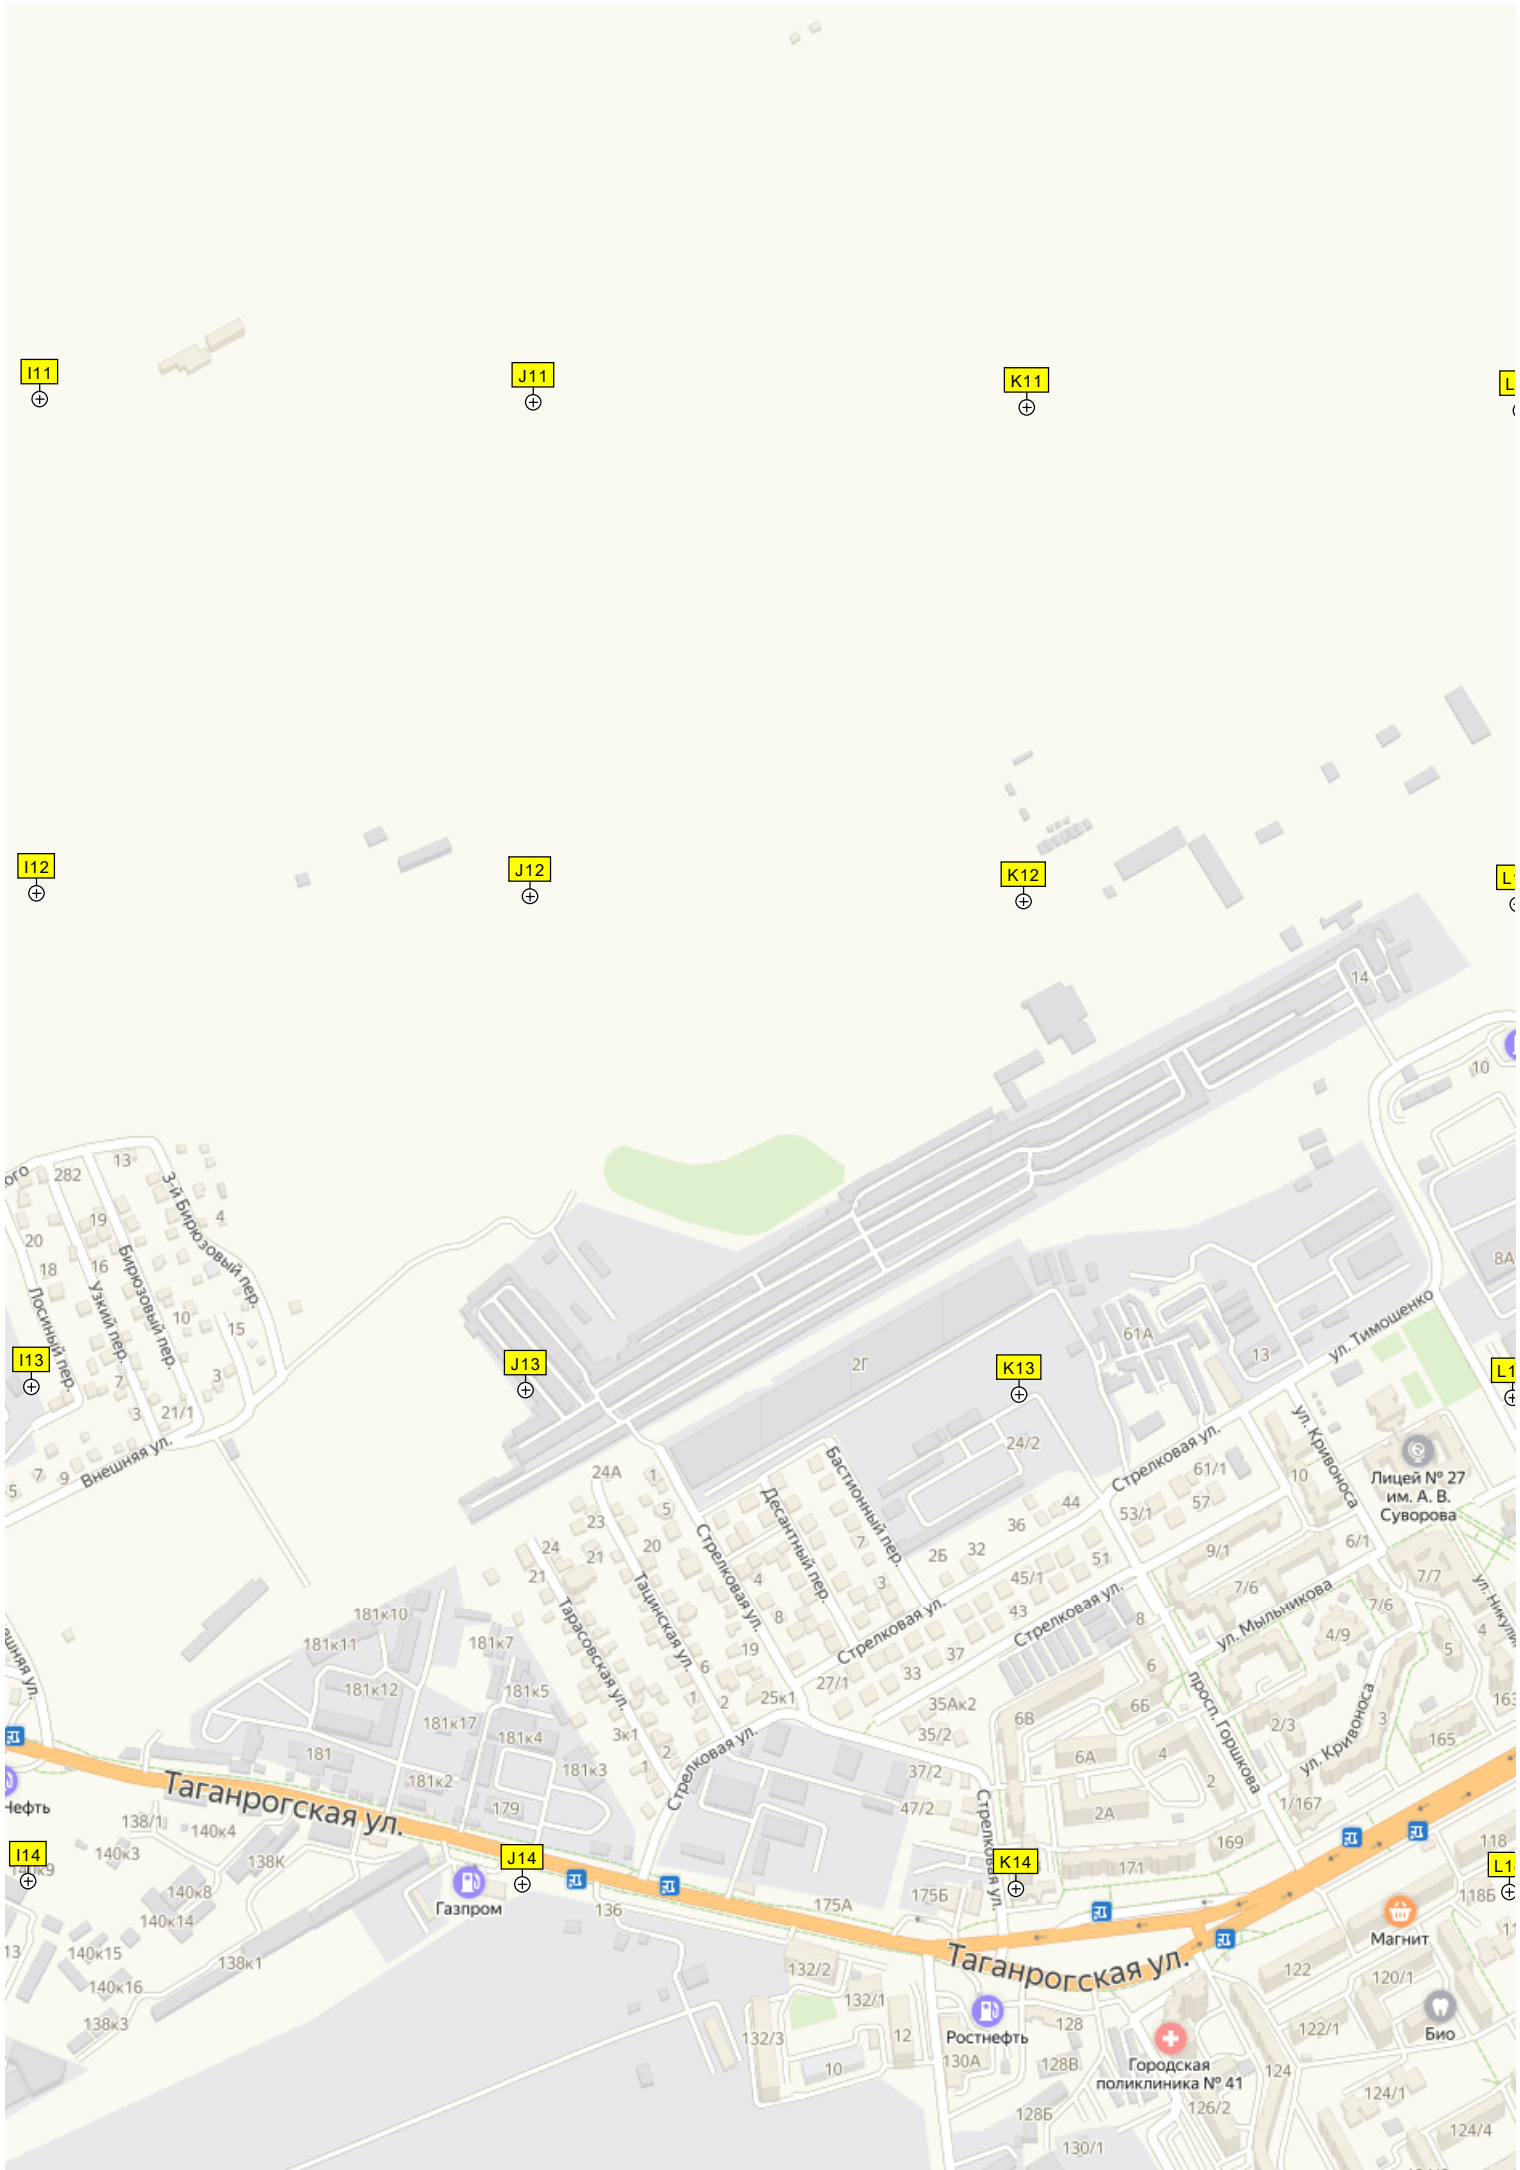 I11
J11
K11
I12
J12
K12
14
10
282
13
3-й Бирюзовый пер.
4
19
20
18
16
Бирюзовый пер.
Узкий пер.
Лосиный пер.
10
15
8А
ул. Тимошенко
61А
13
I13
J13
K13
2Г
7
3
3
21/1
Внешняя ул.
5
7
9
24/2
Стрелковая ул.
61/1
57
53/1
ул. Кривоноса
10
Лицей № 27
им. А. В.
Суворова
24А
1
5
23
20
21
24
21
Десантный пер.
Бастионный пер.
7
3
4
8
2Б
32
36
44
51
45/1
43
9/1
6/1
7/6
7/7
7/6
4/9
ул. Мыльникова
5
4
Стрелковая ул.
Тацинская ул.
Тарасовская ул.
Стрелковая ул.
Стрелковая ул.
8
6
6Б
37
33
27/1
35Ак2
35/2
25к1
19
6
1
2
3к1
2
Стрелковая ул.
181к10
181к11
181к12
181к7
181к5
181к17
181к4
181к3
181к2
181
179
6В
6А
4
2
2А
просп. Горшкова
2/3
3
165
ул. Кривоноса
1/167
169
171
37/2
47/2
Стрелковая ул.
Таганрогская ул.
138/1
140к4
140к3
138К
140к8
140к14
140к15
140к16
138к1
138к3
13
I14
J14
K14
Газпром
136
175А
175Б
118
118Б
Магнит
Таганрогская ул.
122
120/1
122/1
Био
132/2
132/1
132/3
12
10
Ростнефть
130А
128
128В
128Б
130/1
Городская
поликлиника № 41
126/2
124
124/1
124/4